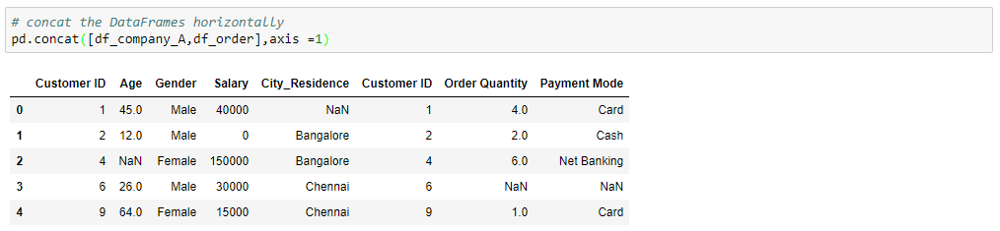 # concat the DataFrames horizontally
pd.concat([df_company_A,df_order],axis =1)
Customer ID Age Gender Salary City_Residence Customer ID Order Quantity Payment Mode
0 1 45.0 Male 40000 NaN 1 4.0 Card
1 2 12.0 Male 0 Bangalore 2 2.0 Cash
2 4 NaN Female 150000 Bangalore 4 6.0 Net Banking
3 6 26.0 Male 30000 Chennai 6 NaN NaN
4 9 64.0 Female 15000 Chennai 9 1.0 Card